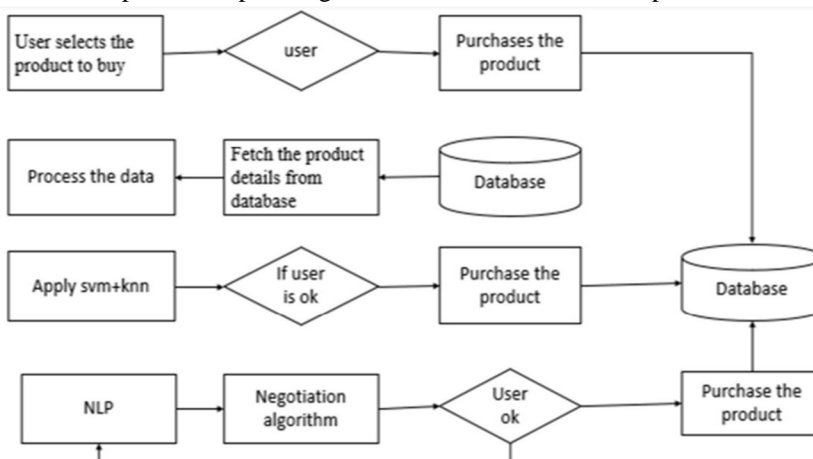 User selects the
product to buy
user
Purchases the
product
Process the data
Fetch the product
details from
database
Database
Apply svm+knn
If user
is ok
Purchase the
product
Database
NLP
Negotiation
algorithm
User
ok
Purchase the
product